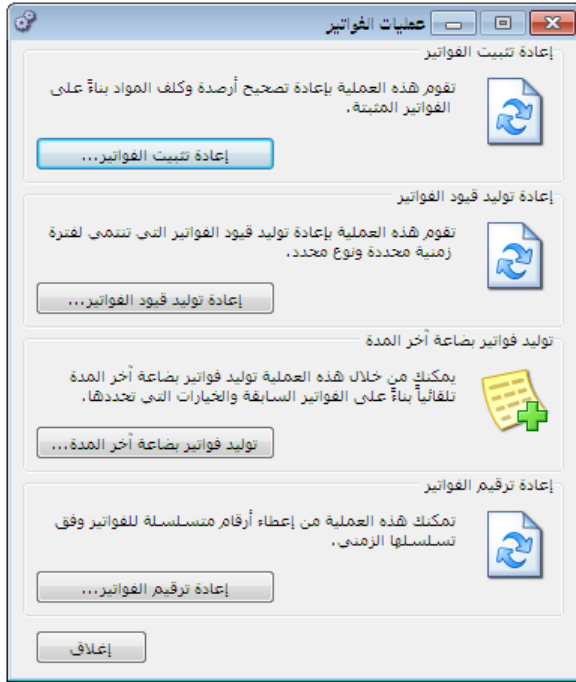 عمليات الفواتير
إعادة تثبيت الفواتير
تقوم هذه العملية بإعادة تصحيح أرصدة وكلف المواد بناءً على
الفواتير المثبتة.
إعادة تثبيت الفواتير...
إعادة توليد قيود الفواتير
تقوم هذه العملية بإعادة توليد قيود الفواتير التي تنتمي لفترة
زمنية محددة ونوع محدد.
إعادة توليد قيود الفواتير...
توليد فواتير بضاعة آخر المدة
يمكنك من خلال هذه العملية توليد فواتير بضاعة آخر المدة
تلقائياً بناءً على الفواتير السابقة والخيارات التي تحددها.
توليد فواتير بضاعة آخر المدة...
إعادة ترقيم الفواتير
تمكنك هذه العملية من إعطاء أرقام متسلسلة للفواتير وفق
تسلسلها الزمني.
إعادة ترقيم الفواتير...
إغلاق